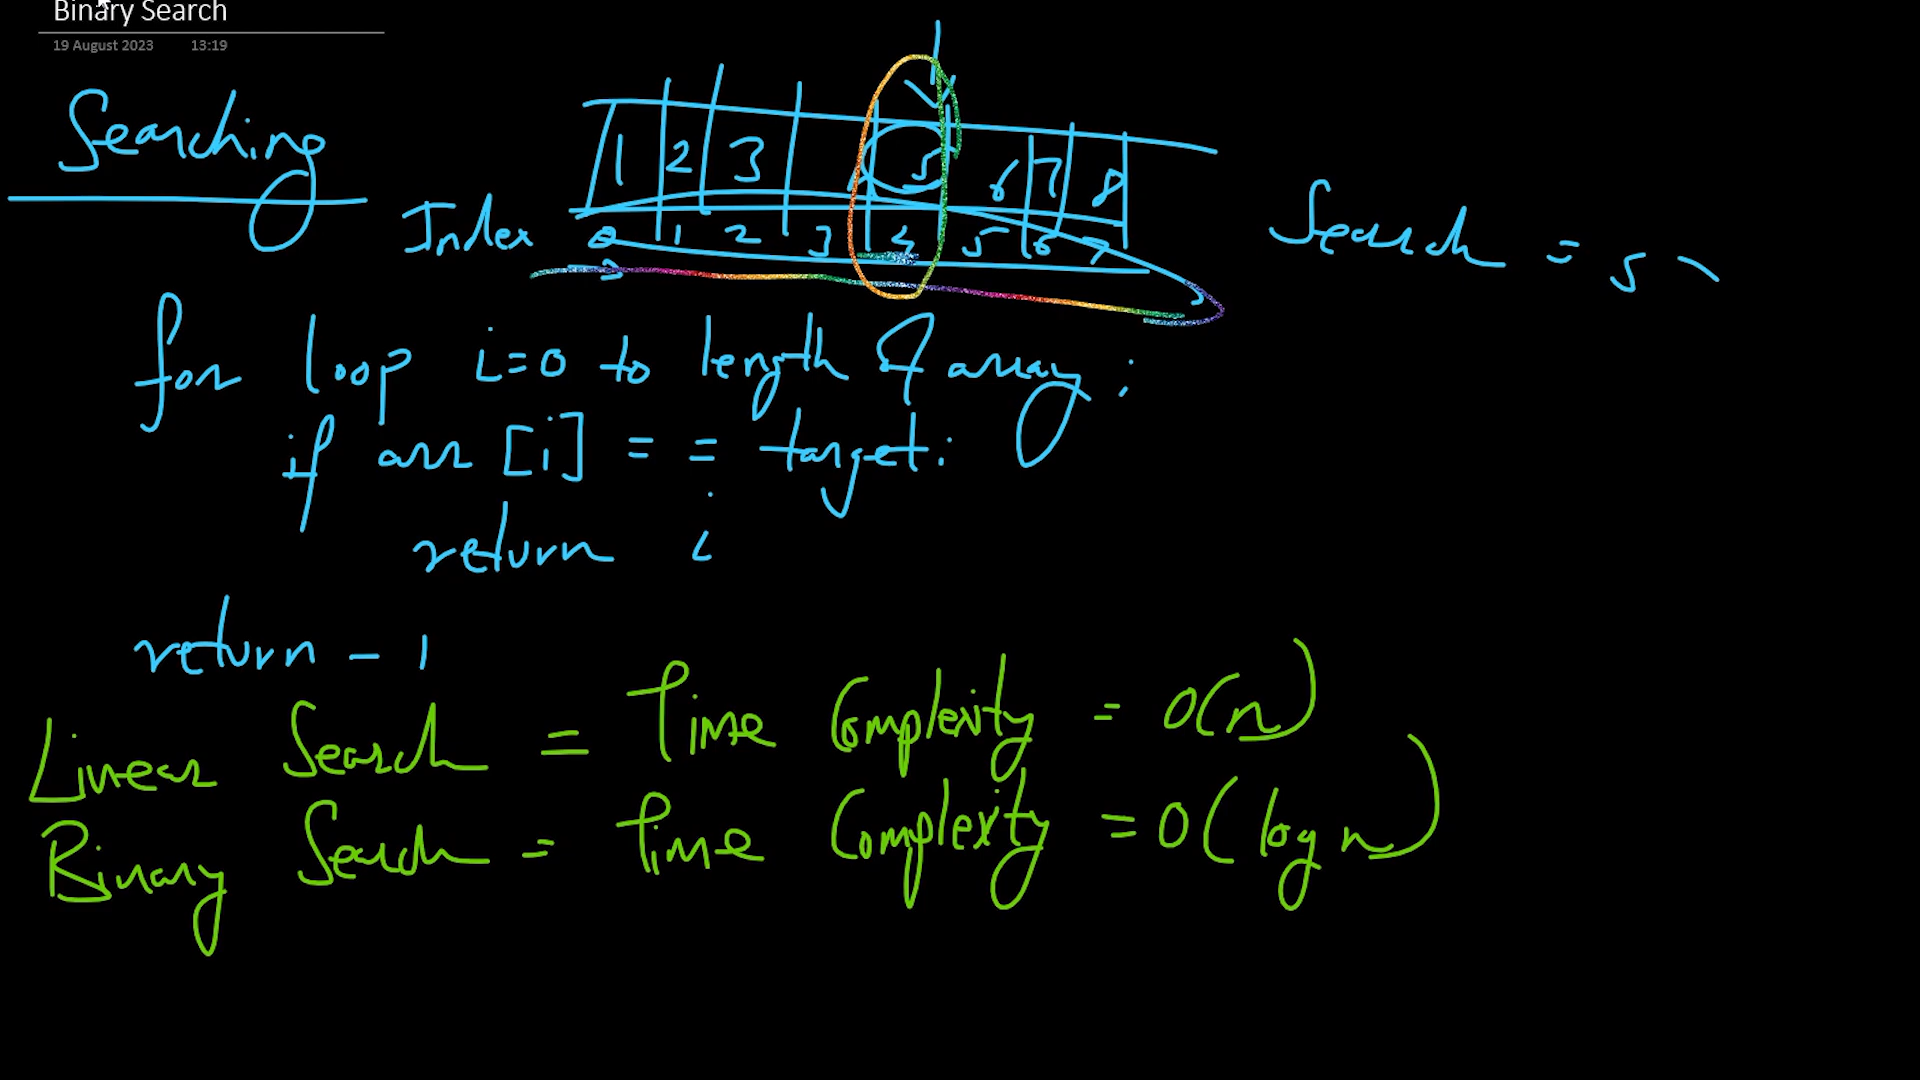 Binary Search
19 August 2023 13:19
Searching
1 2 3 5 6 7 8
Index 0 1 2 3 4 5 6 7
Search = 5
for loop i=0 to length of array :
if arr [i] == target :
return i
return -1
Linear Search = Time Complexity = O(n)
Binary Search = Time Complexity = O(log n)